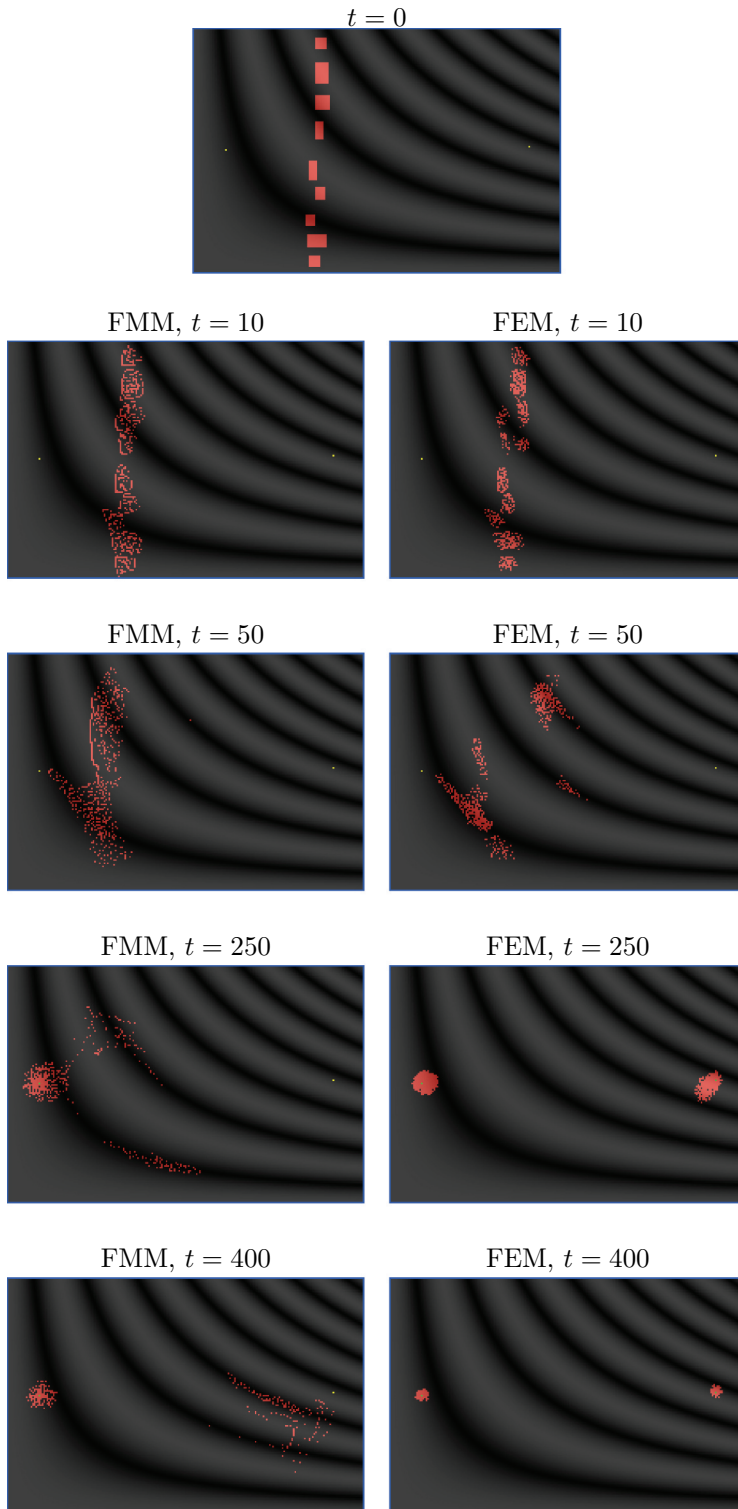 t = 0
FMM, t = 10
FEM, t = 10
FMM, t = 50
FEM, t = 50
FMM, t = 250
FEM, t = 250
FMM, t = 400
FEM, t = 400